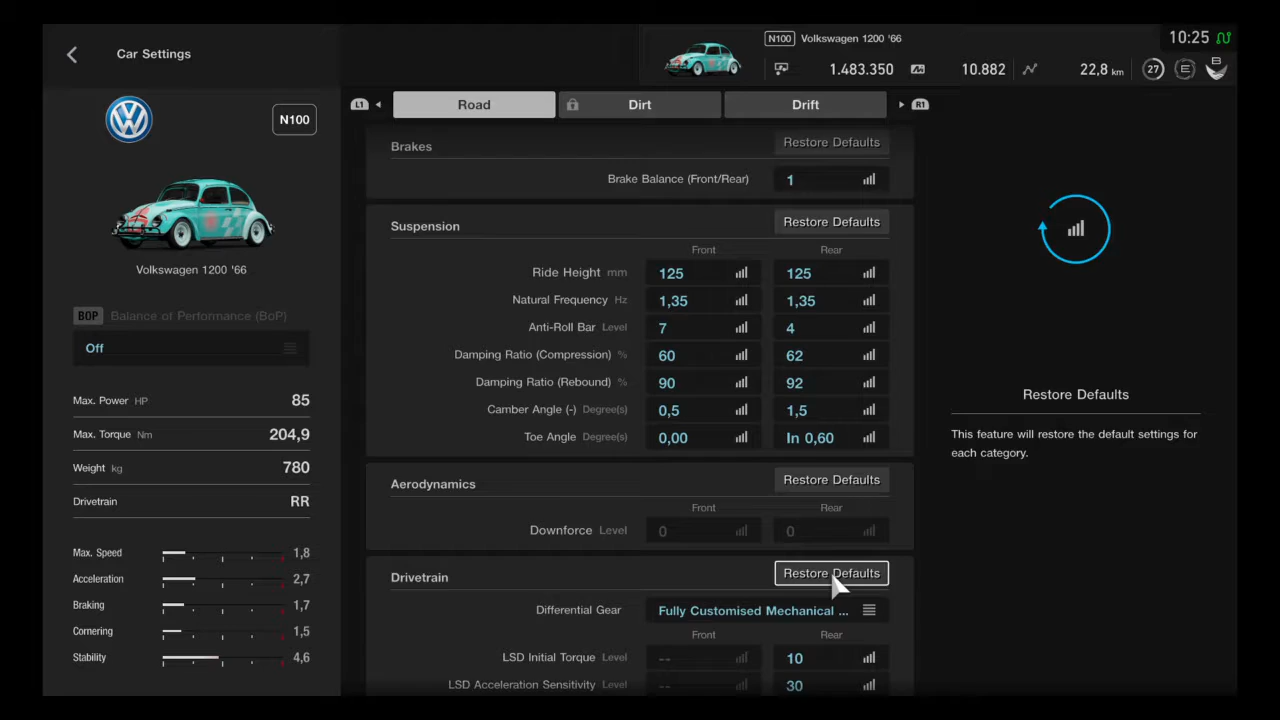 Car Settings
N100 Volkswagen 1200 '66
10:25
1.483.350 10.882 22,8 km 27 E B
L1 Road Dirt Drift R1
N100
Volkswagen 1200 '66
BOP Balance of Performance (BoP)
Off
Max. Power HP 85
Max. Torque Nm 204,9
Weight kg 780
Drivetrain RR
Max. Speed 1,8
Acceleration 2,7
Braking 1,7
Cornering 1,5
Stability 4,6
Brakes Restore Defaults
Brake Balance (Front/Rear) 1
Suspension Restore Defaults
Front Rear
Ride Height mm 125 125
Natural Frequency Hz 1,35 1,35
Anti-Roll Bar Level 7 4
Damping Ratio (Compression) % 60 62
Damping Ratio (Rebound) % 90 92
Camber Angle (-) Degree(s) 0,5 1,5
Toe Angle Degree(s) 0,00 In 0,60
Aerodynamics Restore Defaults
Front Rear
Downforce Level 0 0
Drivetrain Restore Defaults
Differential Gear Fully Customised Mechanical ...
Front Rear
LSD Initial Torque Level -- 10
LSD Acceleration Sensitivity Level -- 30
Restore Defaults
This feature will restore the default settings for
each category.